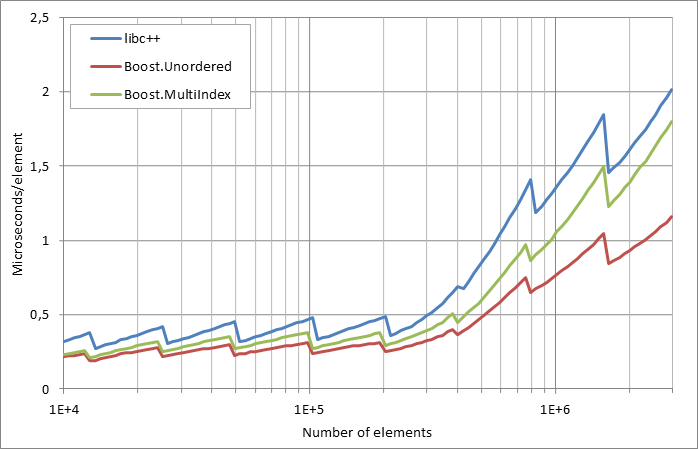 2,5
2
1,5
1
0,5
0
libc++
Boost.Unordered
Boost.MultiIndex
Microseconds/element
1E+4
1E+5
1E+6
Number of elements